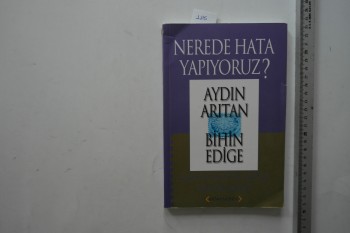 NEREDE HATA
YAPIYORUZ?
AYDIN
ARITAN
BİHİN
EDİGE